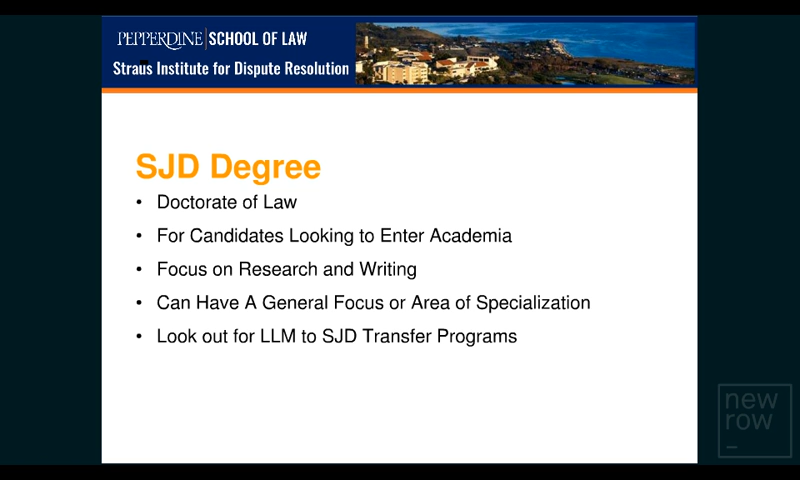 PEPPERDINE SCHOOL OF LAW
Straus Institute for Dispute Resolution
SJD Degree
• Doctorate of Law
• For Candidates Looking to Enter Academia
• Focus on Research and Writing
• Can Have A General Focus or Area of Specialization
• Look out for LLM to SJD Transfer Programs
new
row